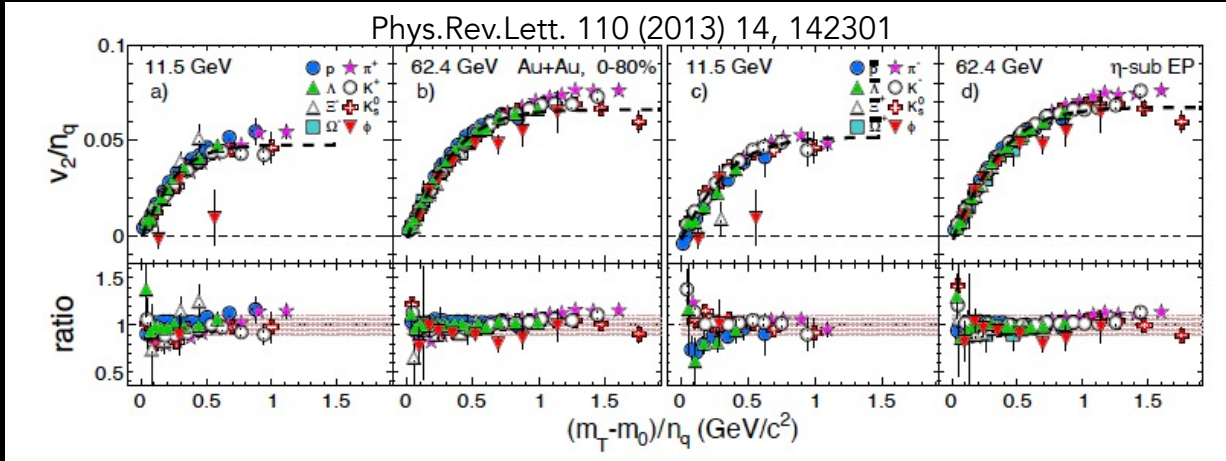 Phys.Rev.Lett. 110 (2013) 14, 142301
0.1
0.05
0
v₂/n_q
11.5 GeV
a)
p π⁺
Λ K⁺
Ξ⁻ K⁰ₛ
Ω⁻ ϕ
62.4 GeV Au+Au, 0-80%
b)
11.5 GeV
c)
p̅ π⁻
Λ̅ K⁻
Ξ̅⁺ K⁰ₛ
Ω̅⁺ ϕ
62.4 GeV η-sub EP
d)
ratio
1.5
1
0.5
0 0.5 1 1.5 0 0.5 1 1.5 0 0.5 1 1.5 0 0.5 1 1.5
(m_T-m₀)/n_q (GeV/c²)